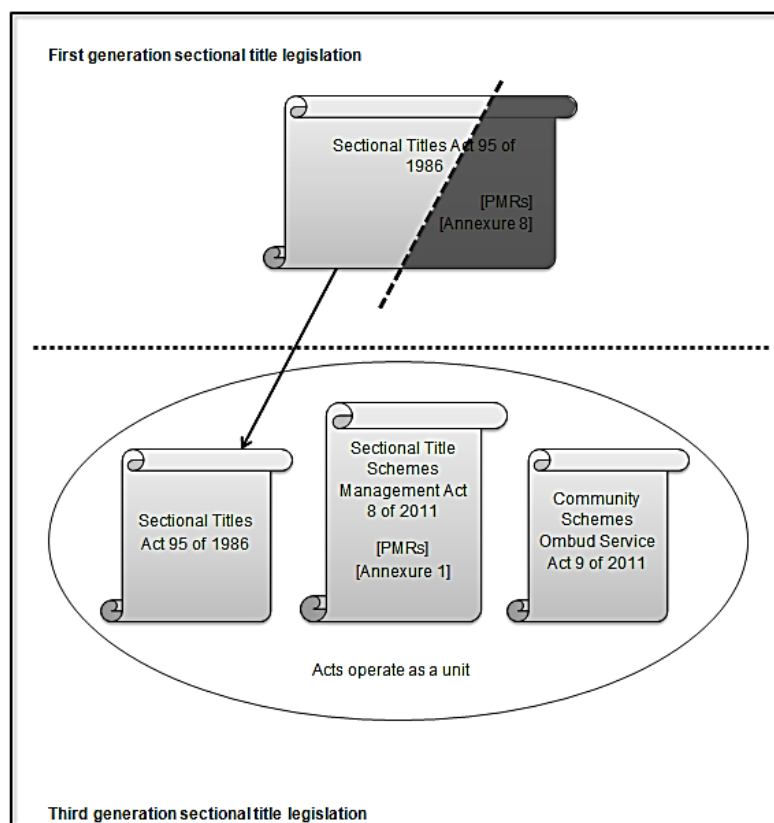 First generation sectional title legislation
Sectional Titles Act 95 of
1986
[PMRs]
[Annexure 8]
Sectional Titles
Act 95 of 1986
Sectional Title
Schemes
Management Act
8 of 2011
[PMRs]
[Annexure 1]
Community
Schemes
Ombud Service
Act 9 of 2011
Acts operate as a unit
Third generation sectional title legislation